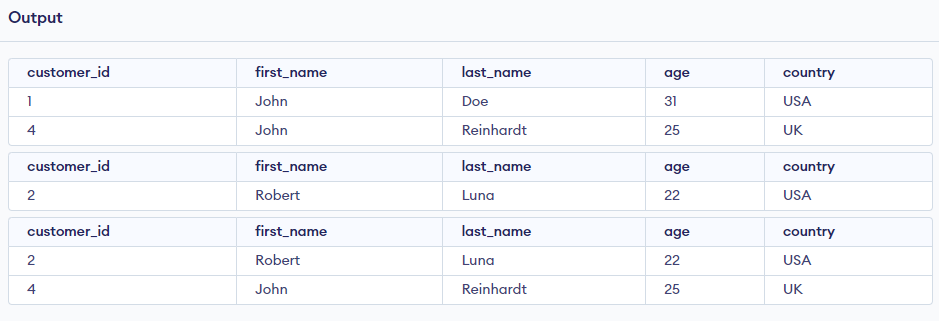 Output
customer_id first_name last_name age country
1 John Doe 31 USA
4 John Reinhardt 25 UK
customer_id first_name last_name age country
2 Robert Luna 22 USA
customer_id first_name last_name age country
2 Robert Luna 22 USA
4 John Reinhardt 25 UK